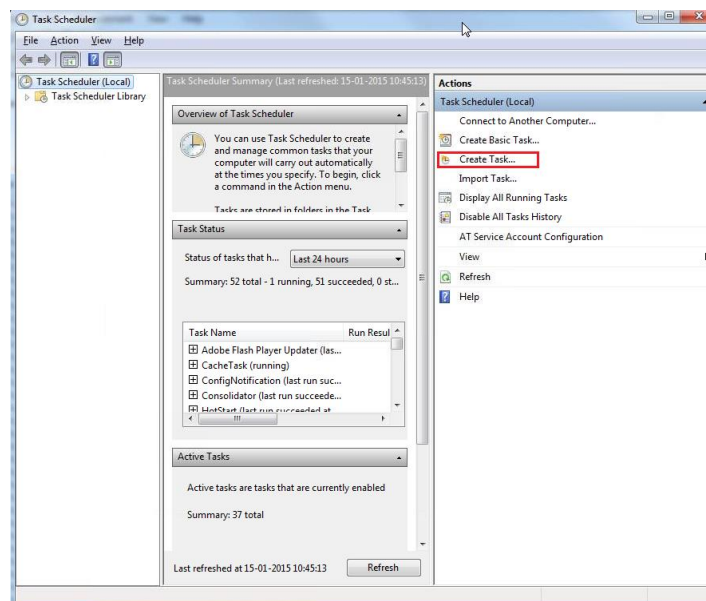 Task Scheduler
File Action View Help
Task Scheduler (Local)
Task Scheduler Library
Task Scheduler Summary (Last refreshed: 15-01-2015 10:45:13)
Overview of Task Scheduler
You can use Task Scheduler to create
and manage common tasks that your
computer will carry out automatically
at the times you specify. To begin, click
a command in the Action menu.
Tasks are stored in folders in the Task
Task Status
Status of tasks that h... Last 24 hours
Summary: 52 total - 1 running, 51 succeeded, 0 st...
Task Name Run Resul
Adobe Flash Player Updater (las...
CacheTask (running)
ConfigNotification (last run suc...
Consolidator (last run succeede...
HotStart (last run succeeded at
Active Tasks
Active tasks are tasks that are currently enabled
Summary: 37 total
Last refreshed at 15-01-2015 10:45:13 Refresh
Actions
Task Scheduler (Local)
Connect to Another Computer...
Create Basic Task...
Create Task...
Import Task...
Display All Running Tasks
Disable All Tasks History
AT Service Account Configuration
View
Refresh
Help